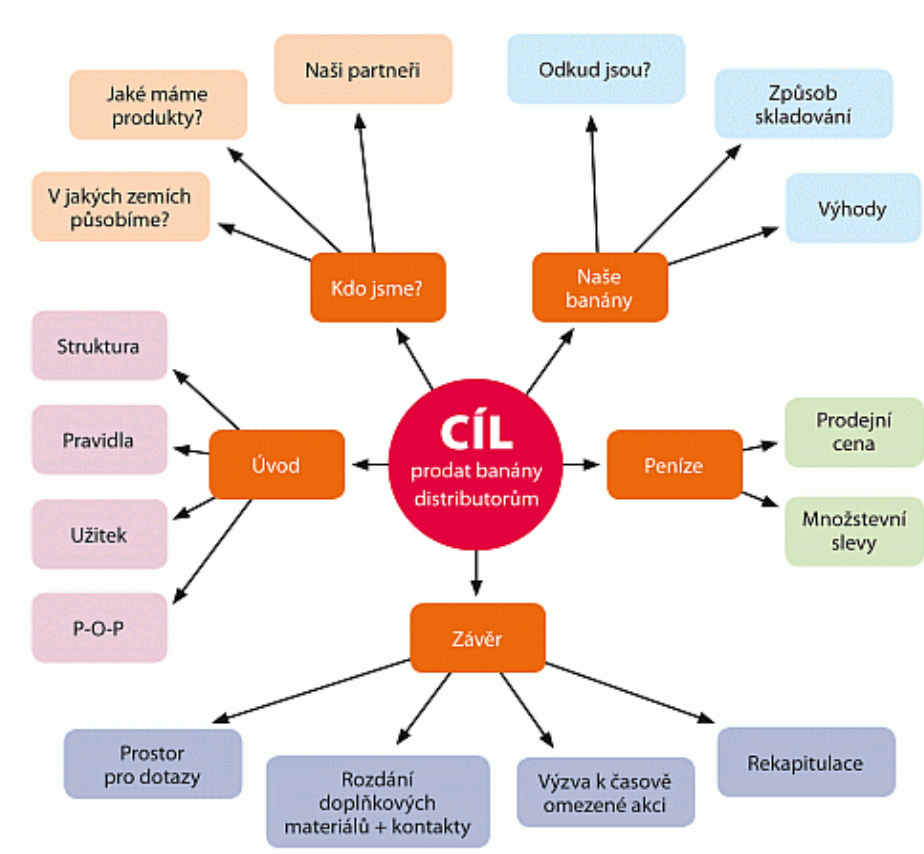 Naši partneři
Odkud jsou?
Jaké máme
produkty?
Způsob
skladování
V jakých zemích
působíme?
Výhody
Kdo jsme?
Naše
banány
Struktura
Pravidla
Užitek
P-O-P
Úvod
CÍL
prodat banány
distributorům
Peníze
Prodejní
cena
Množstevní
slevy
Závěr
Prostor
pro dotazy
Rozdání
doplňkových
materiálů + kontakty
Výzva k časově
omezené akci
Rekapitulace